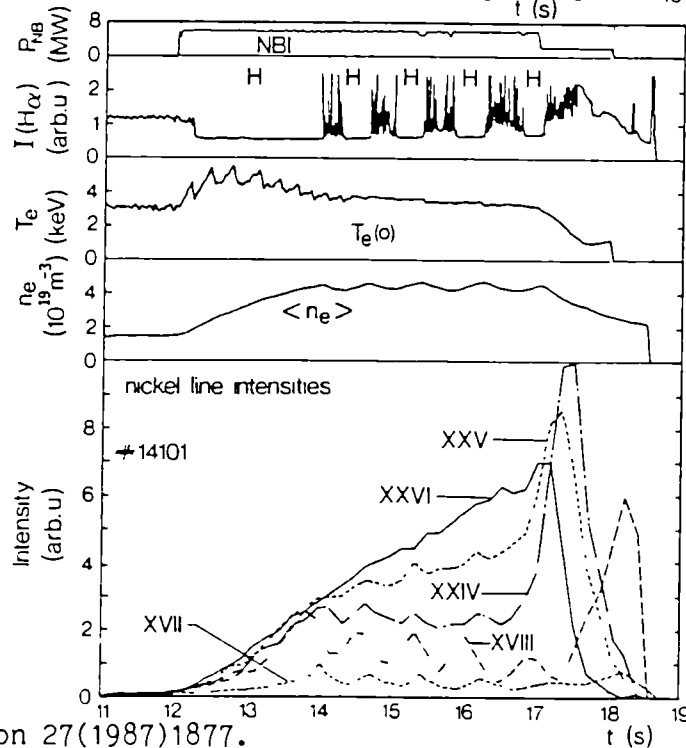 t (s)
19
P_NB (MW)
8
0
NBI
I(Hα) (arb.u)
2
1
0
H H H H H
T_e (keV)
4
2
0
T_e(o)
n_e (10^19 m^-3)
4
0
< n_e >
nickel line intensities
# 14101
Intensity (arb.u)
8
6
4
2
0
XXV
XXVI
XXIV
XVII
XVIII
11 12 13 14 15 16 17 18 19
t (s)
on 27(1987)1877.